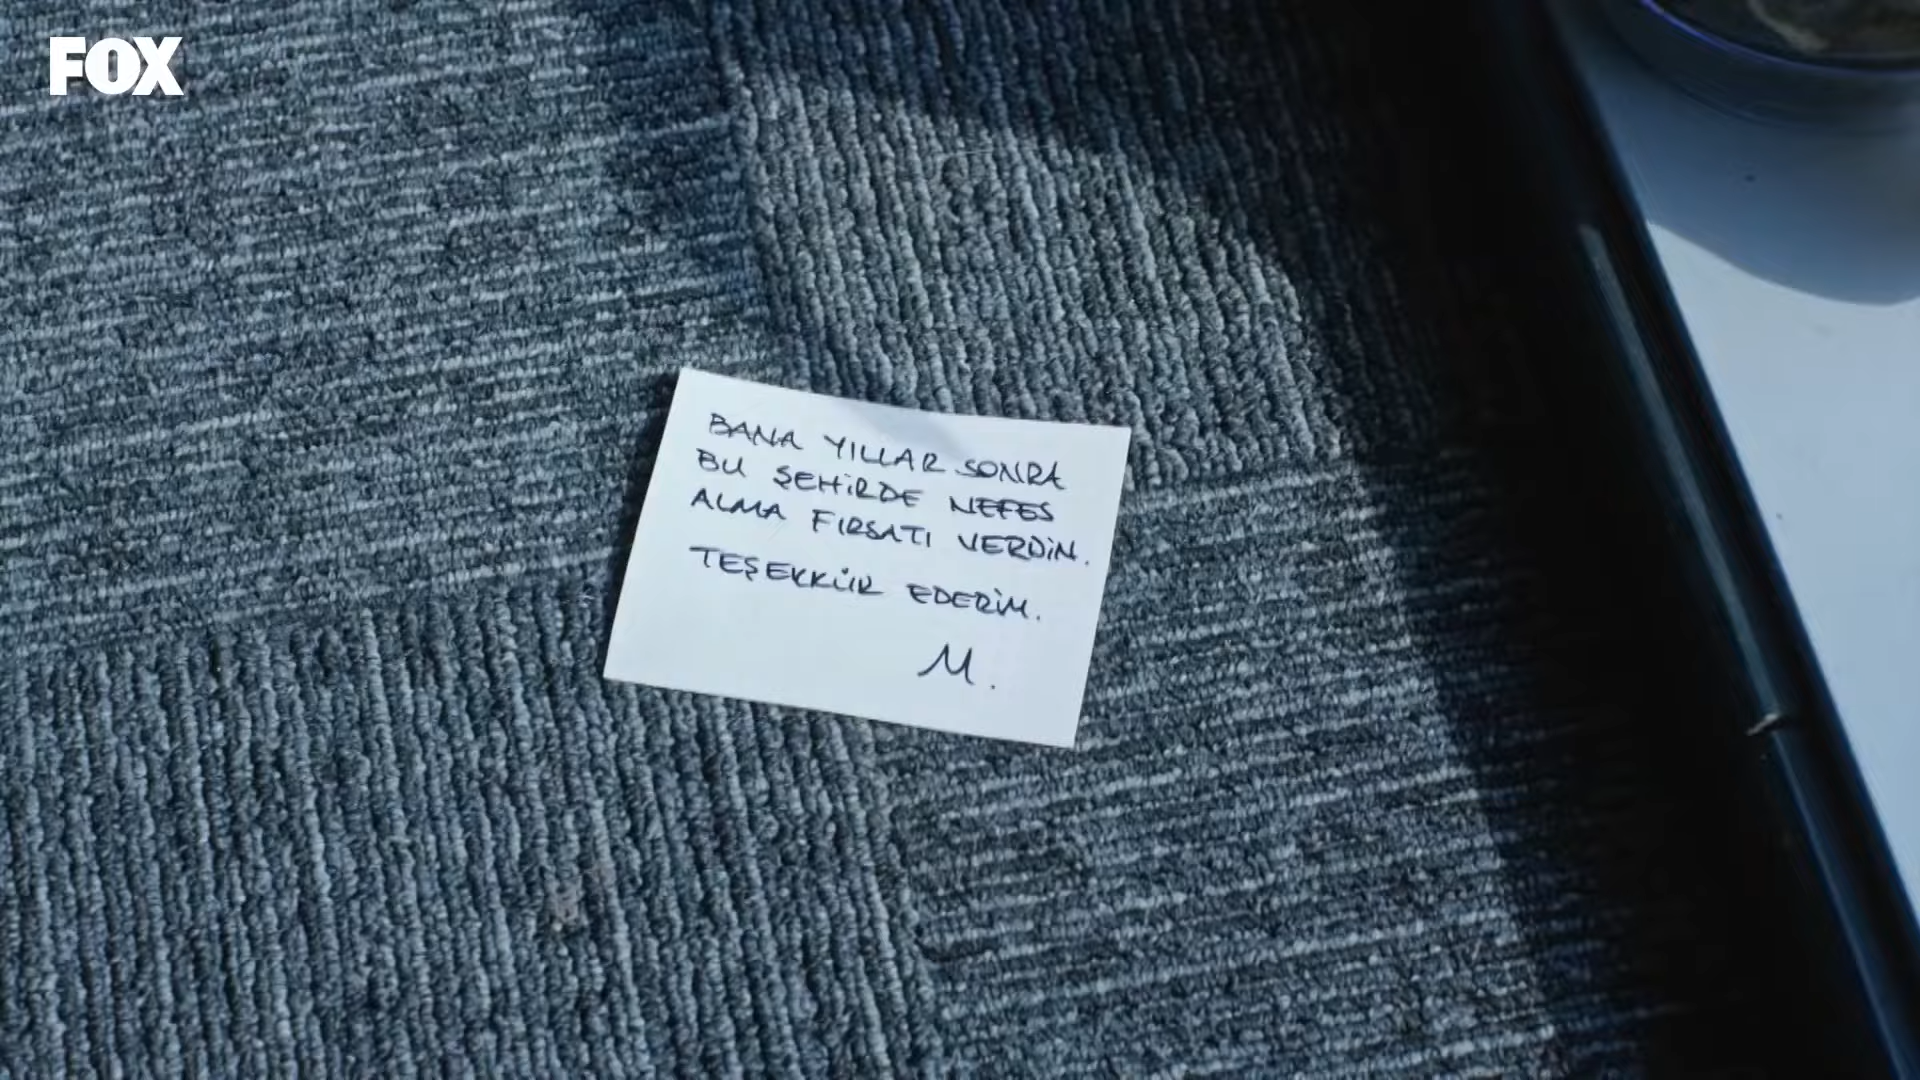 FOX
BANA YILLAR SONRA
BU ŞEHİRDE NEFES
ALMA FIRSATI VERDİN.
TEŞEKKÜR EDERİM.
M.